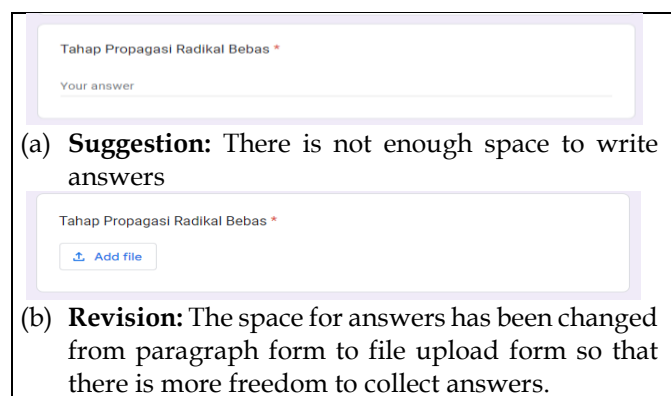 Tahap Propagasi Radikal Bebas *
Your answer
(a) Suggestion: There is not enough space to write
answers
Tahap Propagasi Radikal Bebas *
Add file
(b) Revision: The space for answers has been changed
from paragraph form to file upload form so that
there is more freedom to collect answers.